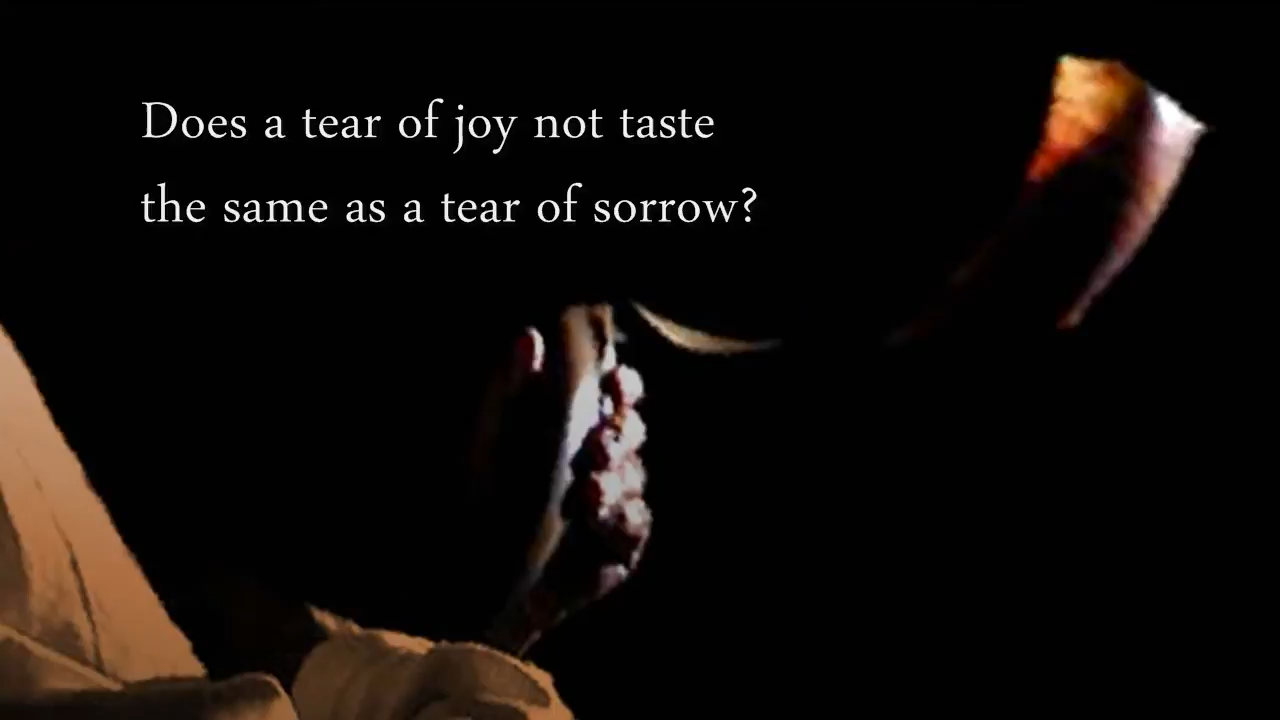 Does a tear of joy not taste
the same as a tear of sorrow?